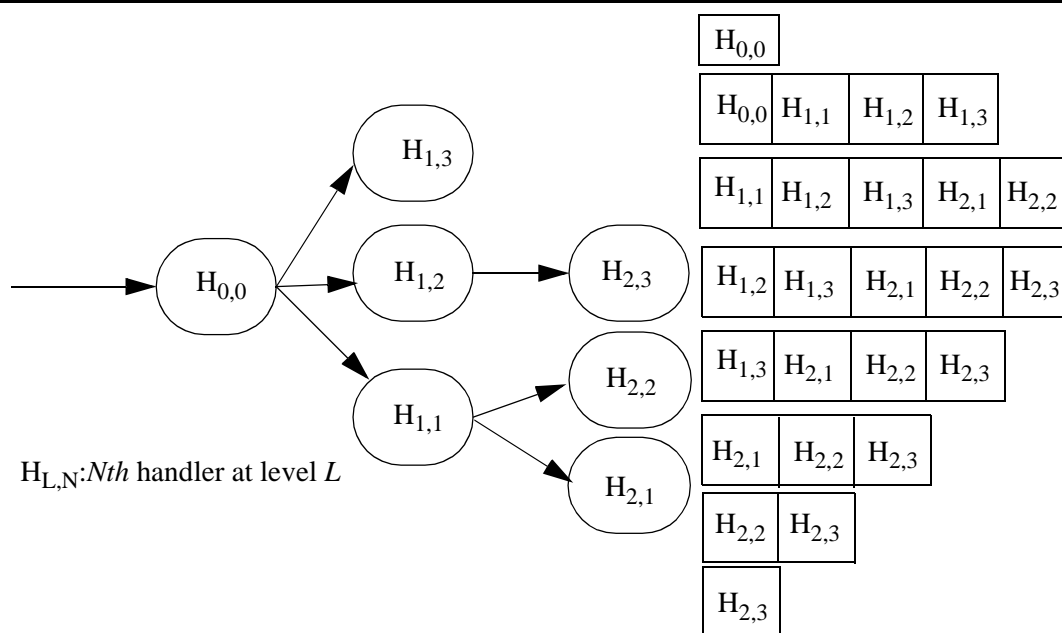 H0,0
H1,3
H1,2
H2,3
H0,0
H2,2
H1,1
H2,1
HL,N:Nth handler at level L
H0,0
H0,0 H1,1 H1,2 H1,3
H1,1 H1,2 H1,3 H2,1 H2,2
H1,2 H1,3 H2,1 H2,2 H2,3
H1,3 H2,1 H2,2 H2,3
H2,1 H2,2 H2,3
H2,2 H2,3
H2,3